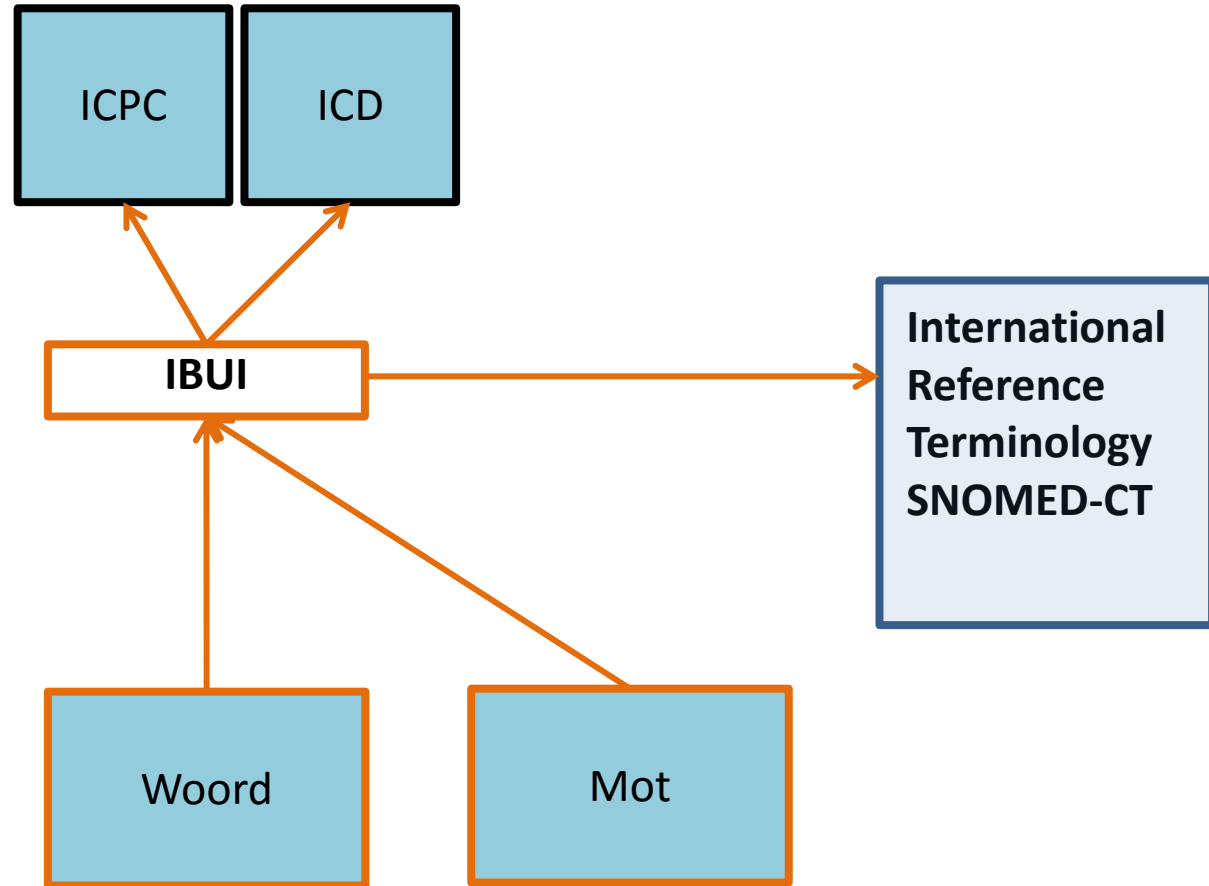 ICPC
ICD
IBUI
International
Reference
Terminology
SNOMED-CT
Woord
Mot